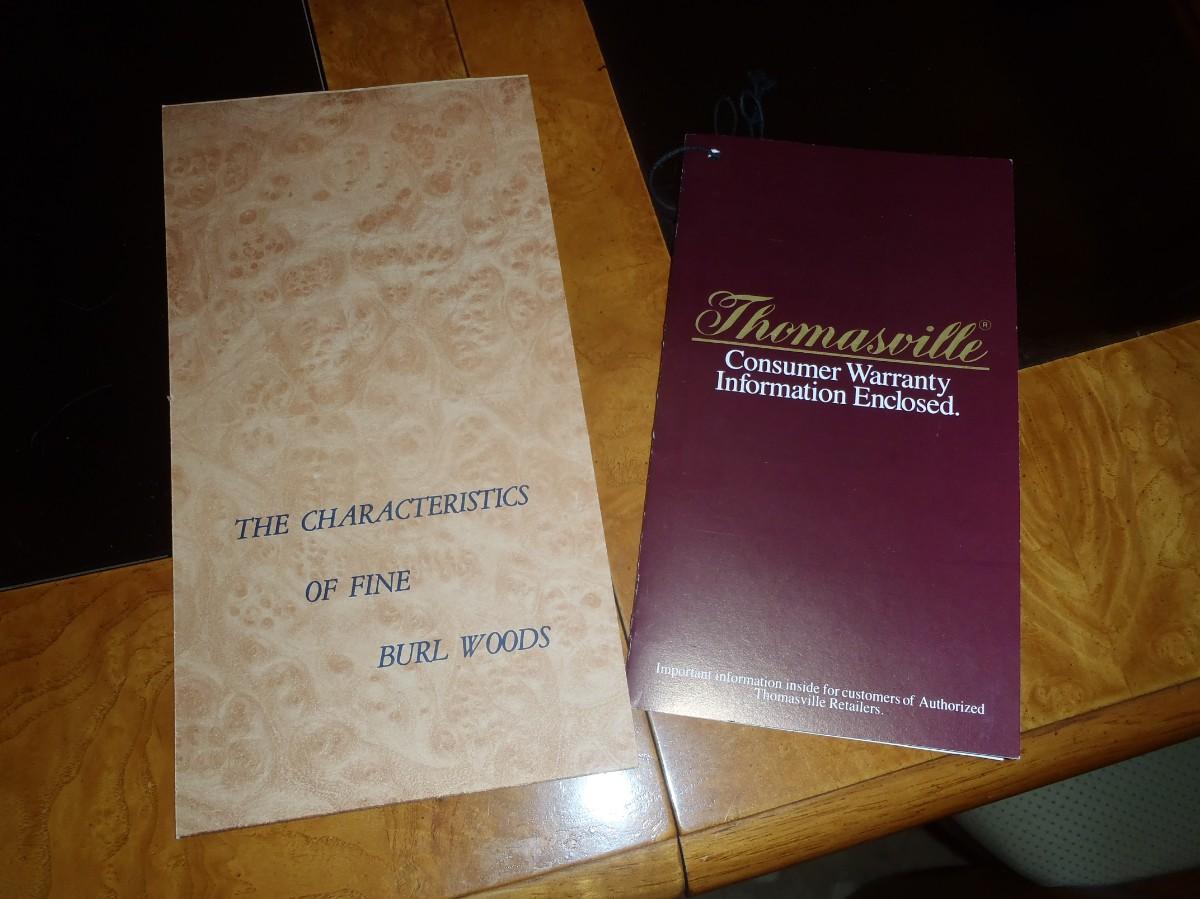 THE CHARACTERISTICS
OF FINE
BURL WOODS
Thomasville®
Consumer Warranty
Information Enclosed.
Important information inside for customers of Authorized
Thomasville Retailers.